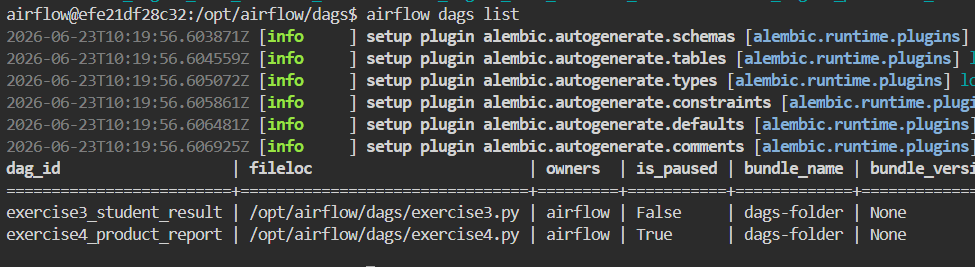 airflow@efe21df28c32:/opt/airflow/dags$ airflow dags list
2026-06-23T10:19:56.603871Z [info     ] setup plugin alembic.autogenerate.schemas [alembic.runtime.plugins]
2026-06-23T10:19:56.604559Z [info     ] setup plugin alembic.autogenerate.tables [alembic.runtime.plugins] l
2026-06-23T10:19:56.605072Z [info     ] setup plugin alembic.autogenerate.types [alembic.runtime.plugins] lo
2026-06-23T10:19:56.605861Z [info     ] setup plugin alembic.autogenerate.constraints [alembic.runtime.plugi
2026-06-23T10:19:56.606481Z [info     ] setup plugin alembic.autogenerate.defaults [alembic.runtime.plugins]
2026-06-23T10:19:56.606925Z [info     ] setup plugin alembic.autogenerate.comments [alembic.runtime.plugins]
dag_id                  | fileloc                       | owners  | is_paused | bundle_name | bundle_versi
========================+===============================+=========+===========+=============+=============
exercise3_student_result | /opt/airflow/dags/exercise3.py | airflow | False     | dags-folder | None
exercise4_product_report | /opt/airflow/dags/exercise4.py | airflow | True      | dags-folder | None